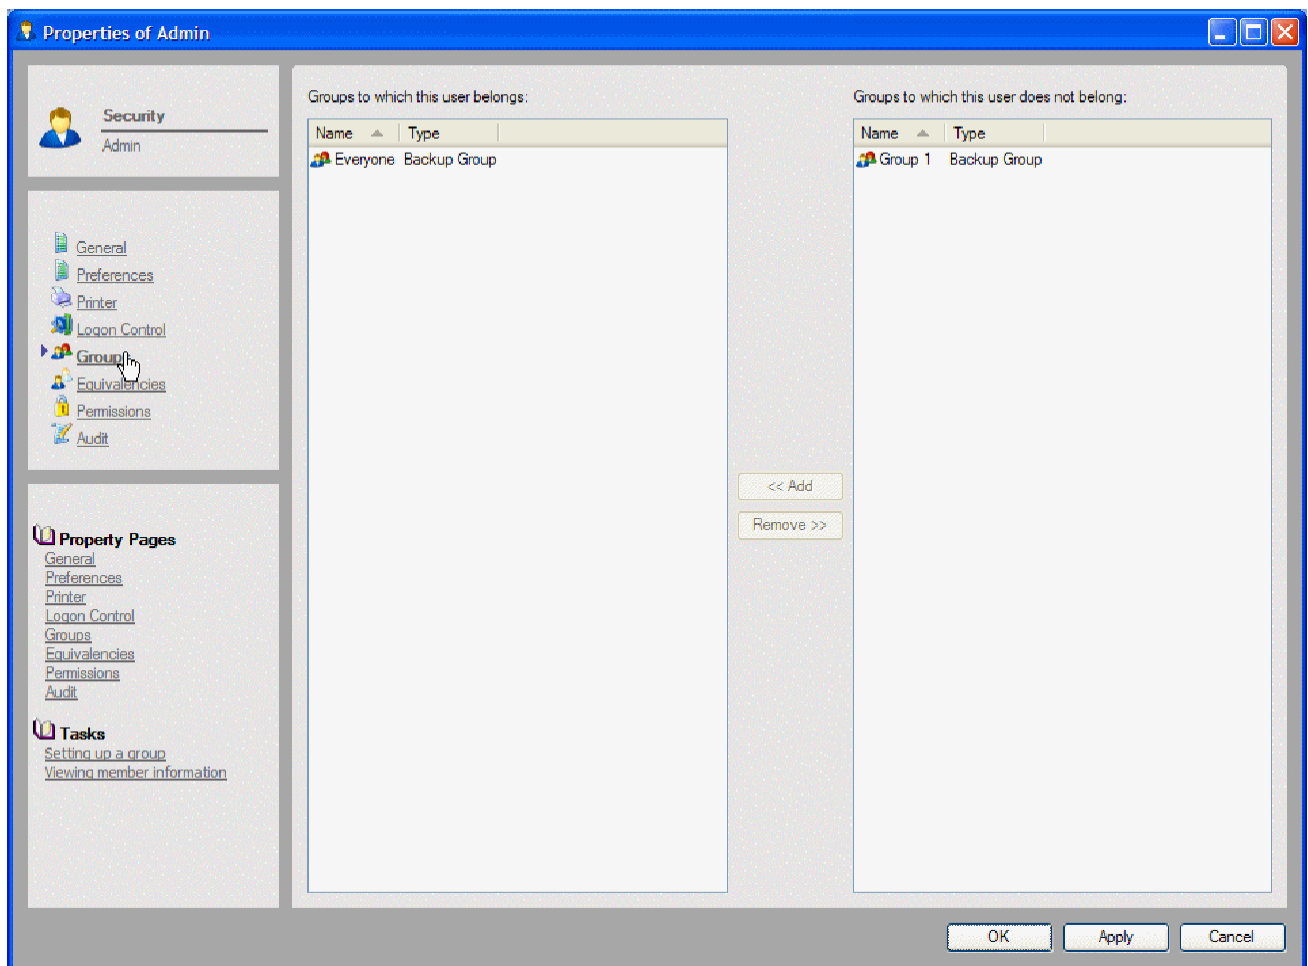 Properties of Admin
Security
Admin
General
Preferences
Printer
Logon Control
Group
Equivalencies
Permissions
Audit
Property Pages
General
Preferences
Printer
Logon Control
Groups
Equivalencies
Permissions
Audit
Tasks
Setting up a group
Viewing member information
Groups to which this user belongs:
Name Type
Everyone Backup Group
<< Add
Remove >>
Groups to which this user does not belong:
Name Type
Group 1 Backup Group
OK Apply Cancel